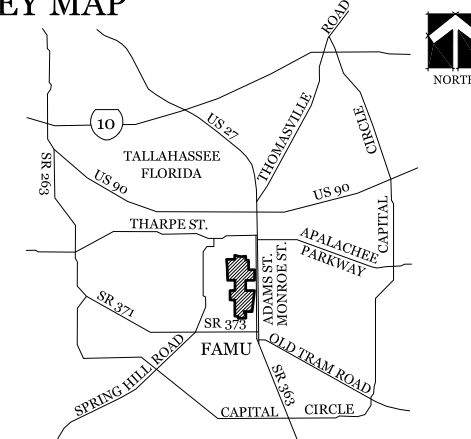 EY MAP
ROAD
NORTH
10
US 27
THOMASVILLE
CIRCLE
TALLAHASSEE
FLORIDA
SR 263
US 90
US 90
CAPITAL
THARPE ST.
APALACHEE
PARKWAY
ADAMS ST.
MONROE ST.
SR 371
SR 373
FAMU
OLD TRAM ROAD
SPRING HILL ROAD
SR 363
CAPITAL CIRCLE